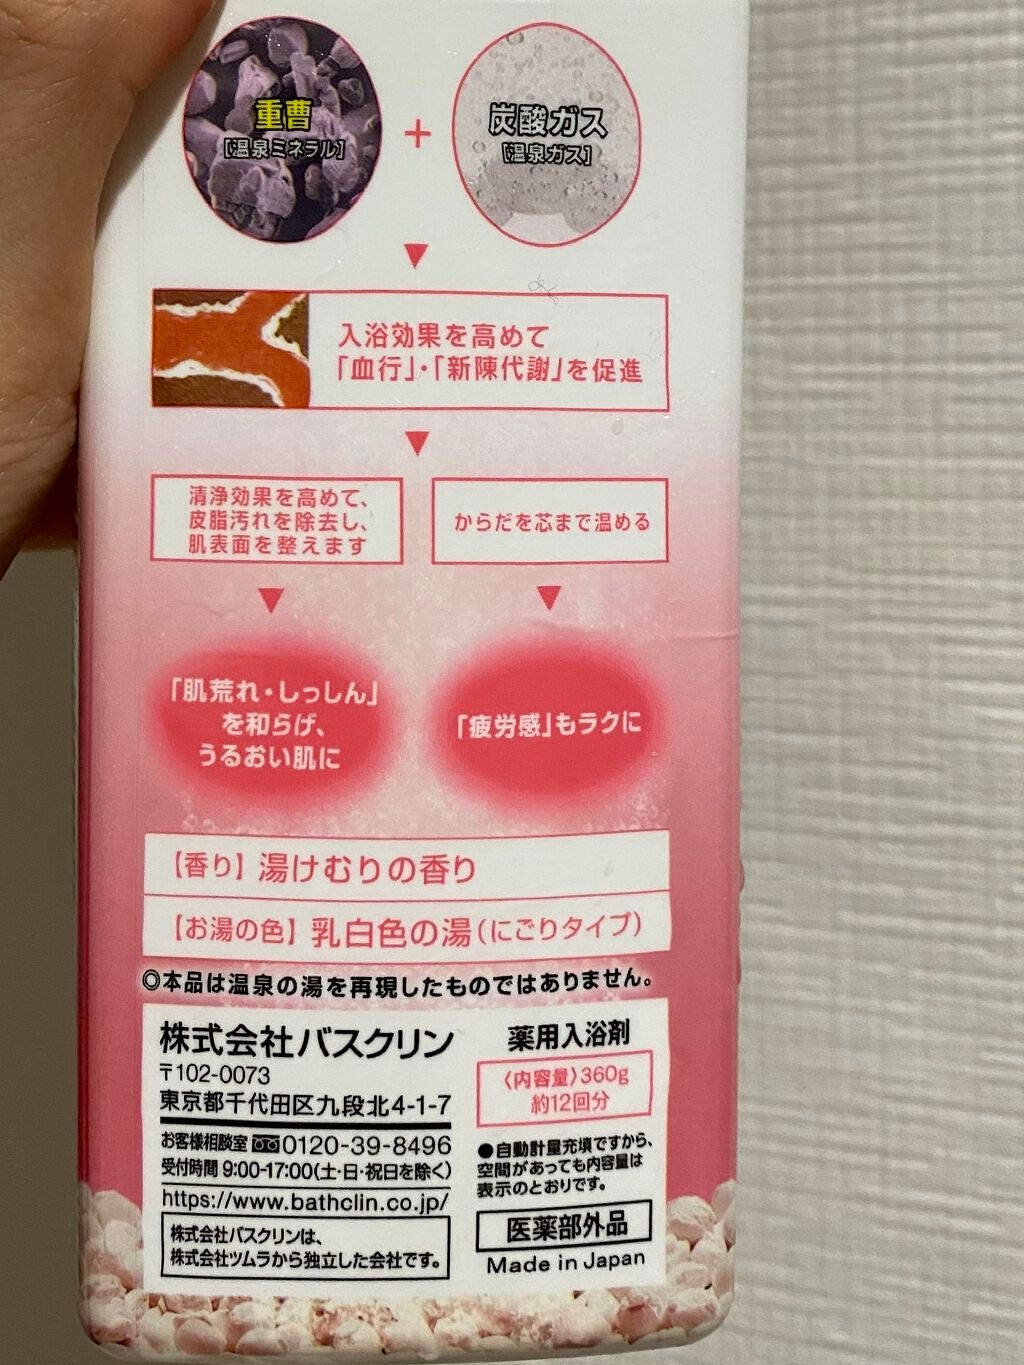 重曹
[温泉ミネラル]
+
炭酸ガス
[温泉ガス]
入浴効果を高めて
「血行」・「新陳代謝」を促進
清浄効果を高めて、
皮脂汚れを除去し、
肌表面を整えます
からだを芯まで温める
「肌荒れ・しっしん」
を和らげ、
うるおい肌に
「疲労感」もラクに
【香り】湯けむりの香り
【お湯の色】乳白色の湯(にごりタイプ)
◎本品は温泉の湯を再現したものではありません。
株式会社バスクリン
〒102-0073
東京都千代田区九段北4-1-7
お客様相談室 0120-39-8496
受付時間 9:00-17:00(土・日・祝日を除く)
https://www.bathclin.co.jp/
株式会社バスクリンは、
株式会社ツムラから独立した会社です。
薬用入浴剤
〈内容量〉360g
約12回分
●自動計量充填ですから、
空間があっても内容量は
表示のとおりです。
医薬部外品
Made in Japan